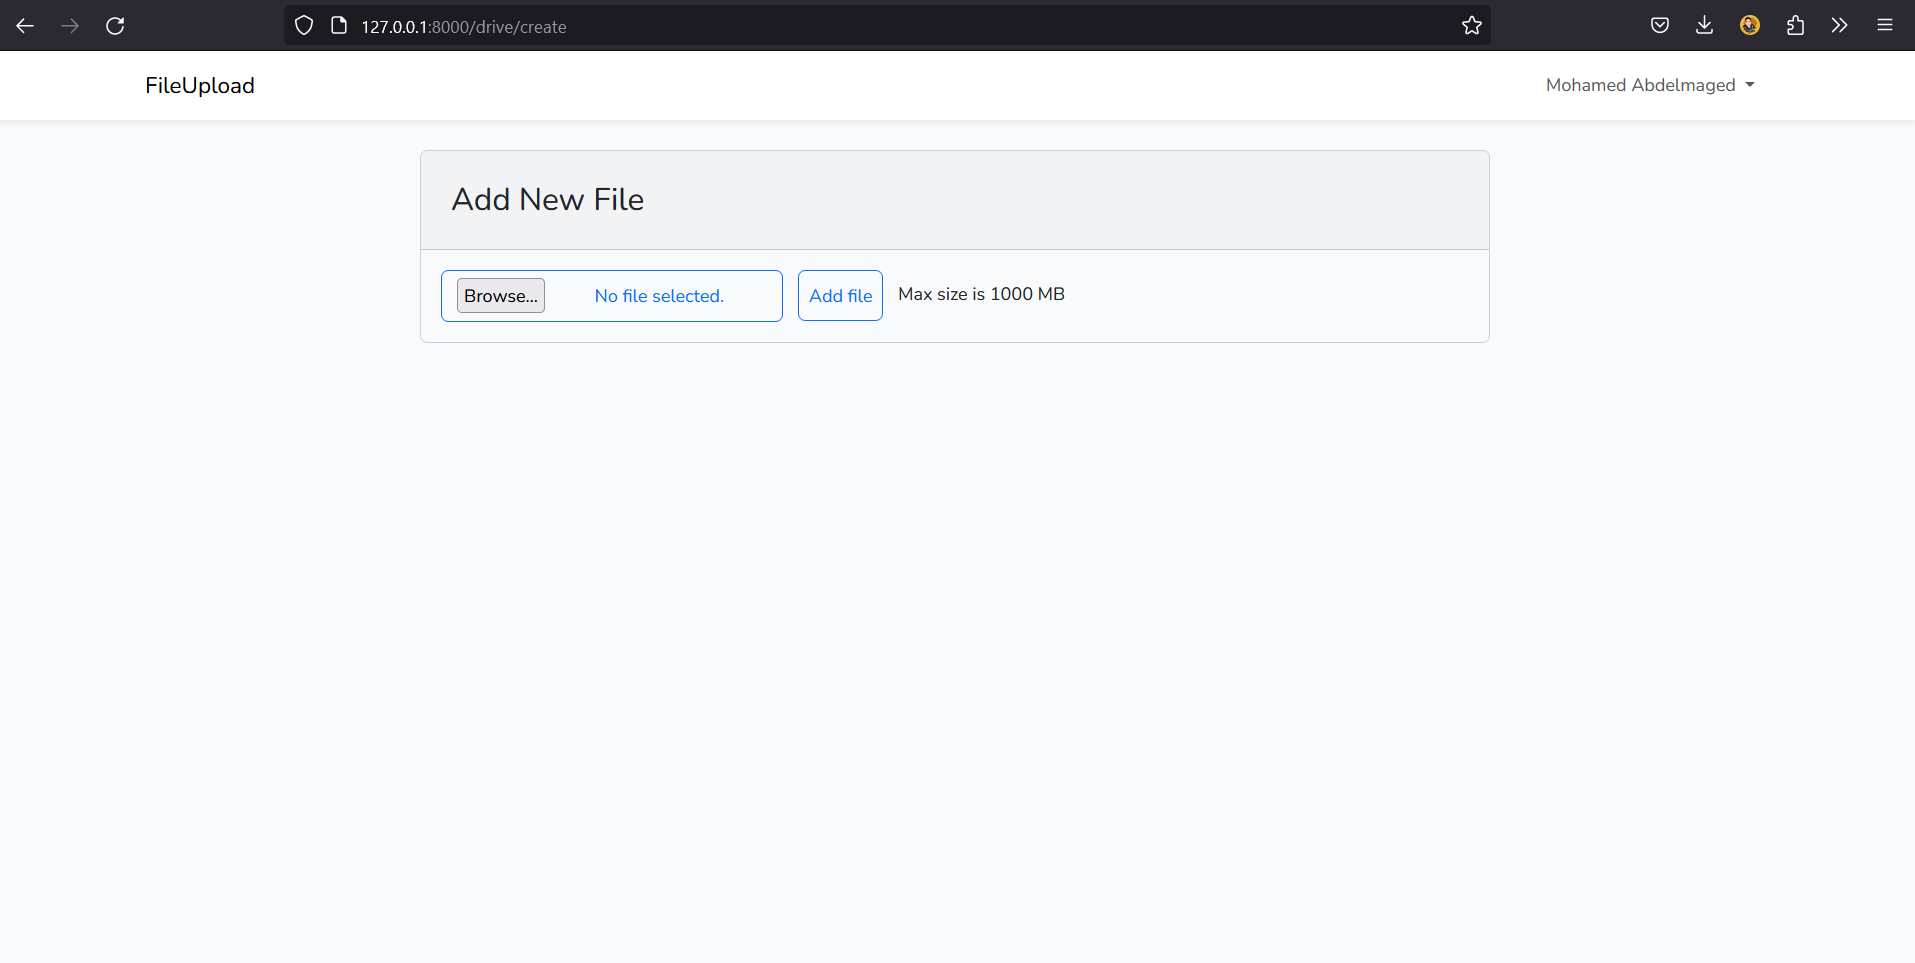 127.0.0.1:8000/drive/create
FileUpload
Mohamed Abdelmaged
Add New File
Browse... No file selected. Add file Max size is 1000 MB